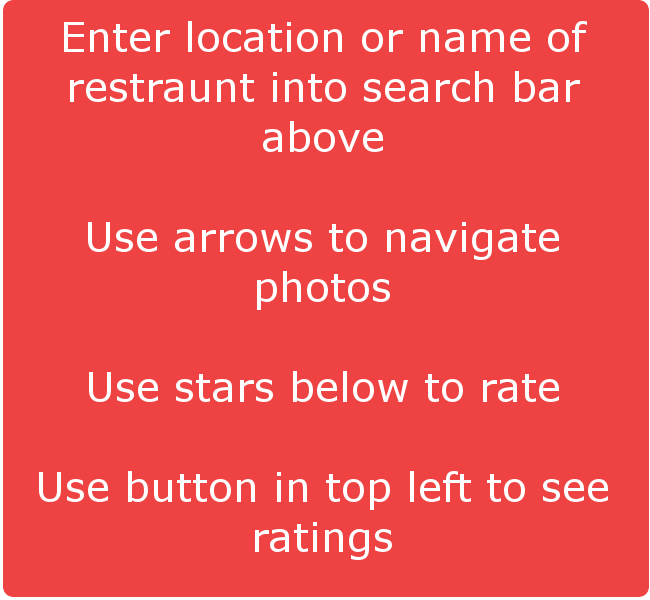 Enter location or name of
restraunt into search bar
above
Use arrows to navigate
photos
Use stars below to rate
Use button in top left to see
ratings